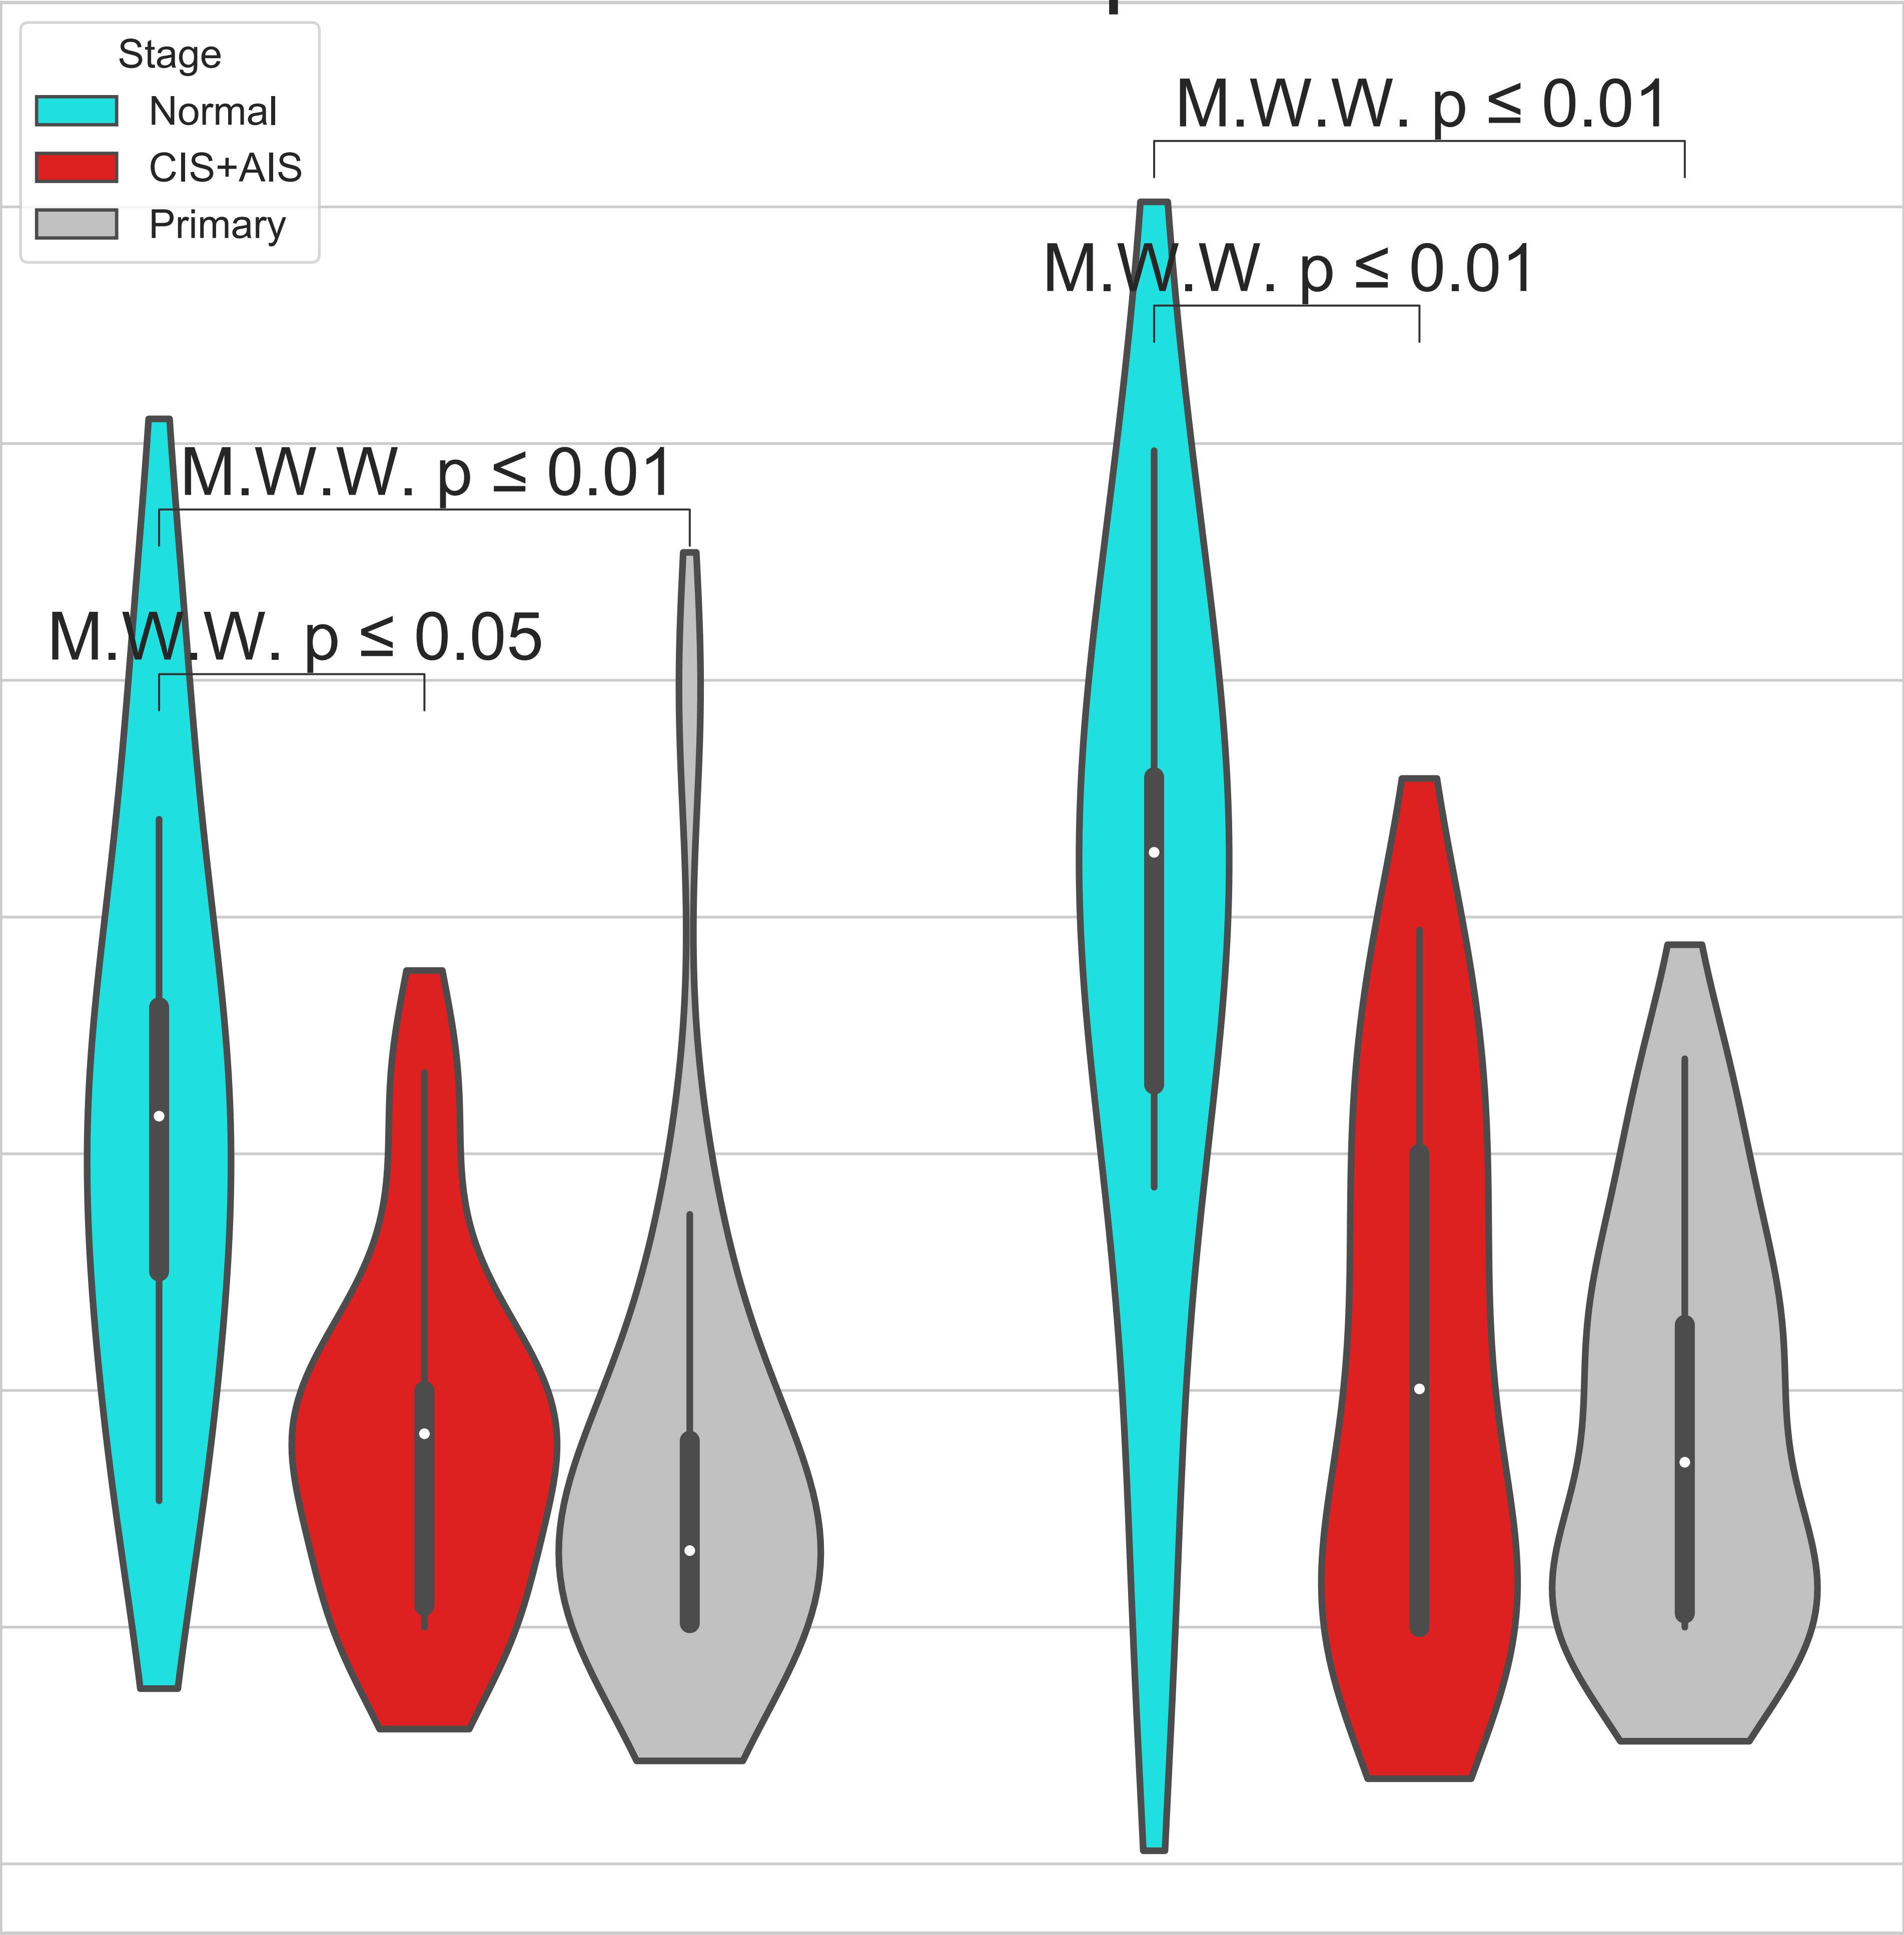 Stage
Normal
CIS+AIS
Primary
M.W.W. p ≤ 0.01
M.W.W. p ≤ 0.01
M.W.W. p ≤ 0.01
M.W.W. p ≤ 0.05